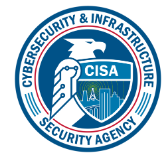 CYBERSECURITY & INFRASTRUCTURE
CISA
SECURITY AGENCY